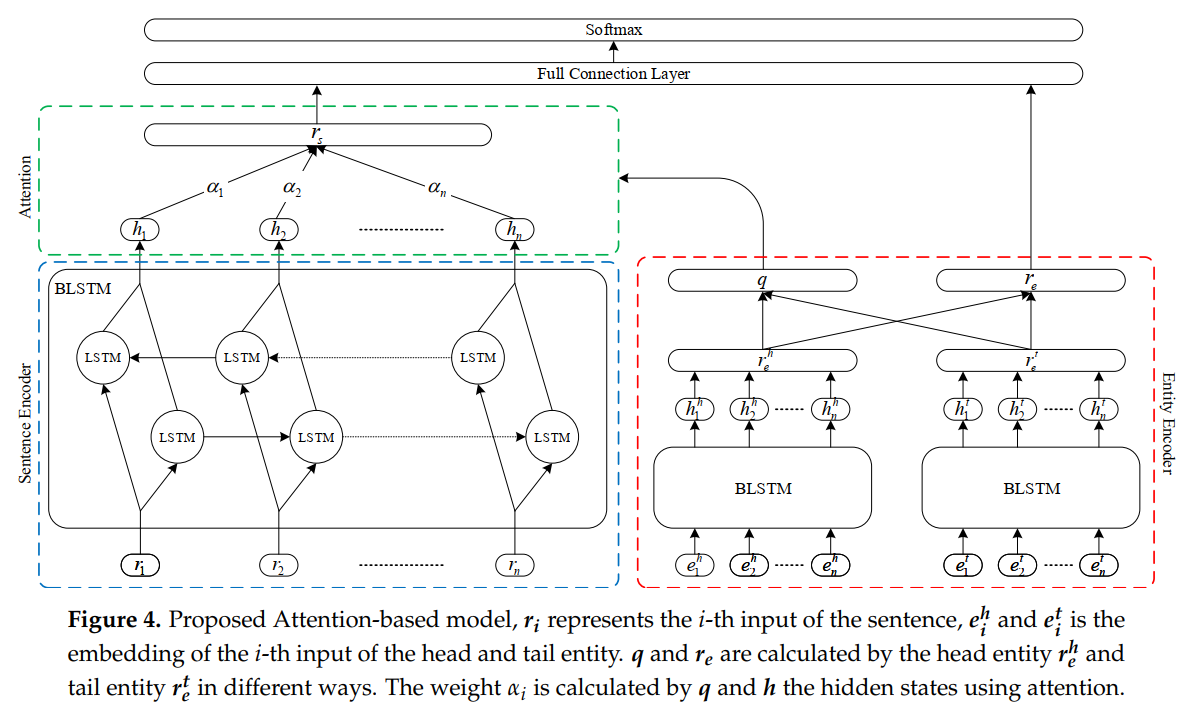 Softmax
Full Connection Layer
r_s
Attention
α_1 α_2 α_n
h_1 h_2 h_n
BLSTM
q r_e
LSTM LSTM LSTM
r_e^h r_e^t
Sentence Encoder
Entity Encoder
h_1^h h_2^h h_n^h h_1^t h_2^t h_n^t
LSTM LSTM LSTM
BLSTM BLSTM
r_1 r_2 r_n e_1^h e_2^h e_n^h e_1^t e_2^t e_n^t
Figure 4. Proposed Attention-based model, r_i represents the i-th input of the sentence, e_i^h and e_i^t is the
embedding of the i-th input of the head and tail entity. q and r_e are calculated by the head entity r_e^h and
tail entity r_e^t in different ways. The weight α_i is calculated by q and h the hidden states using attention.